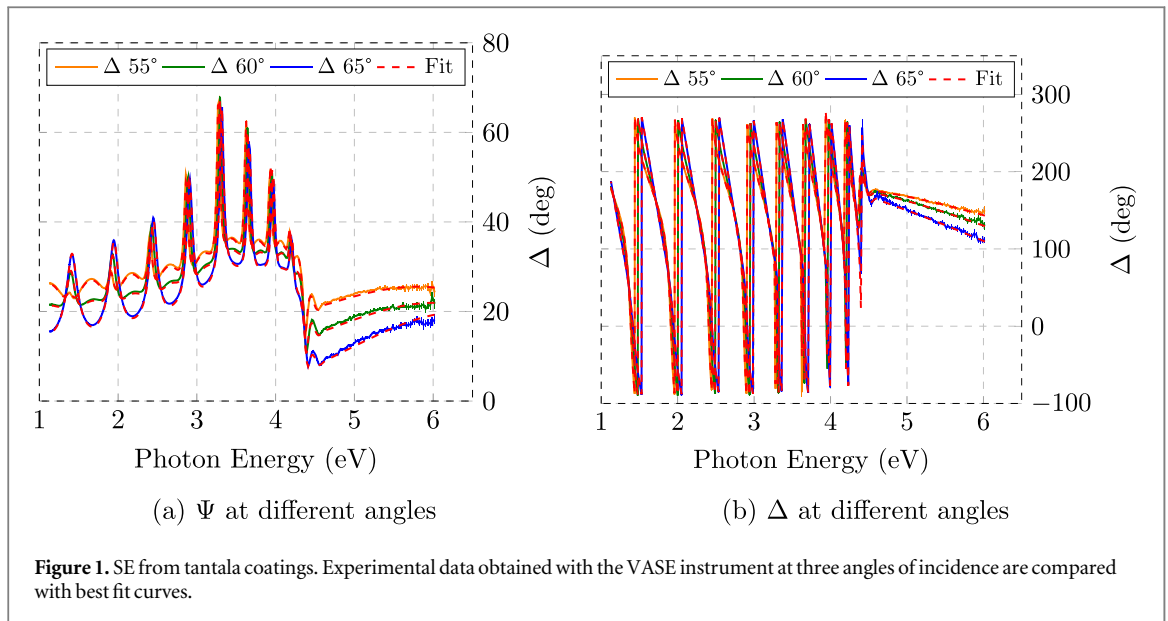 Δ 55° Δ 60° Δ 65° Fit
80
60
40
20
0
Δ (deg)
1 2 3 4 5 6
Photon Energy (eV)
(a) Ψ at different angles
Δ 55° Δ 60° Δ 65° Fit
300
200
100
0
−100
Δ (deg)
1 2 3 4 5 6
Photon Energy (eV)
(b) Δ at different angles
Figure 1. SE from tantala coatings. Experimental data obtained with the VASE instrument at three angles of incidence are compared
with best fit curves.